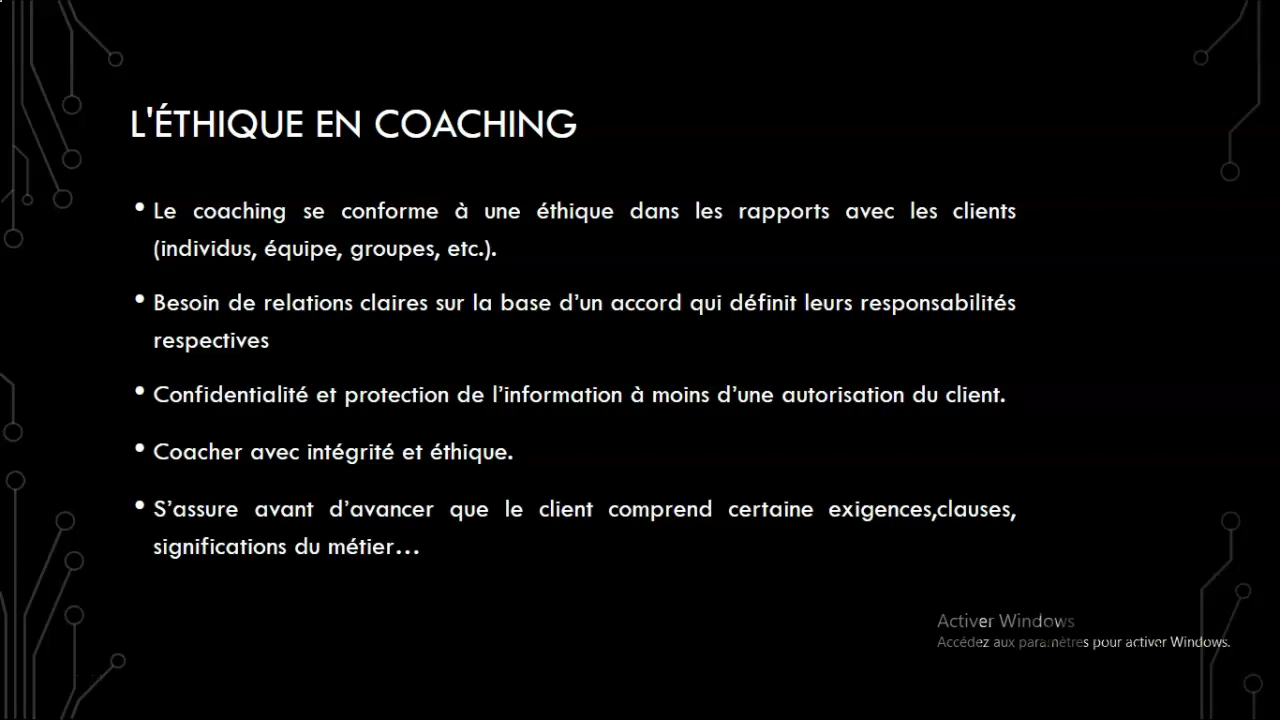 L'ÉTHIQUE EN COACHING
• Le coaching se conforme à une éthique dans les rapports avec les clients
(individus, équipe, groupes, etc.).
• Besoin de relations claires sur la base d’un accord qui définit leurs responsabilités
respectives
• Confidentialité et protection de l’information à moins d’une autorisation du client.
• Coacher avec intégrité et éthique.
• S’assure avant d’avancer que le client comprend certaine exigences,clauses,
significations du métier…
Activer Windows
Accédez aux paramètres pour activer Windows.